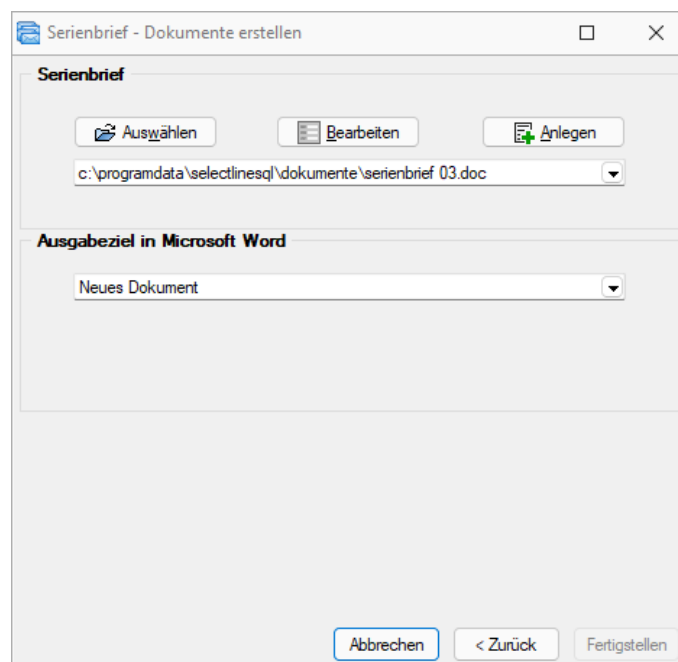 Serienbrief - Dokumente erstellen
Serienbrief
Auswählen Bearbeiten Anlegen
c:\programdata\selectlinesql\dokumente\serienbrief 03.doc
Ausgabeziel in Microsoft Word
Neues Dokument
Abbrechen < Zurück Fertigstellen